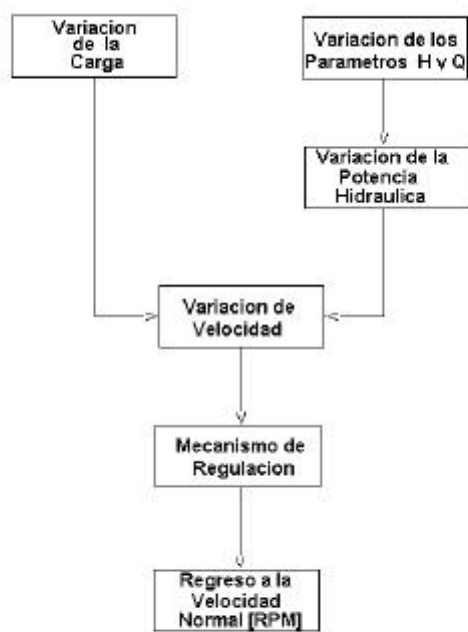 Variacion
de la
Carga
Variacion de los
Parametros H v Q
Variacion de la
Potencia
Hidraulica
Variacion de
Velocidad
Mecanismo de
Regulacion
Regreso a la
Velocidad
Normal [RPM]